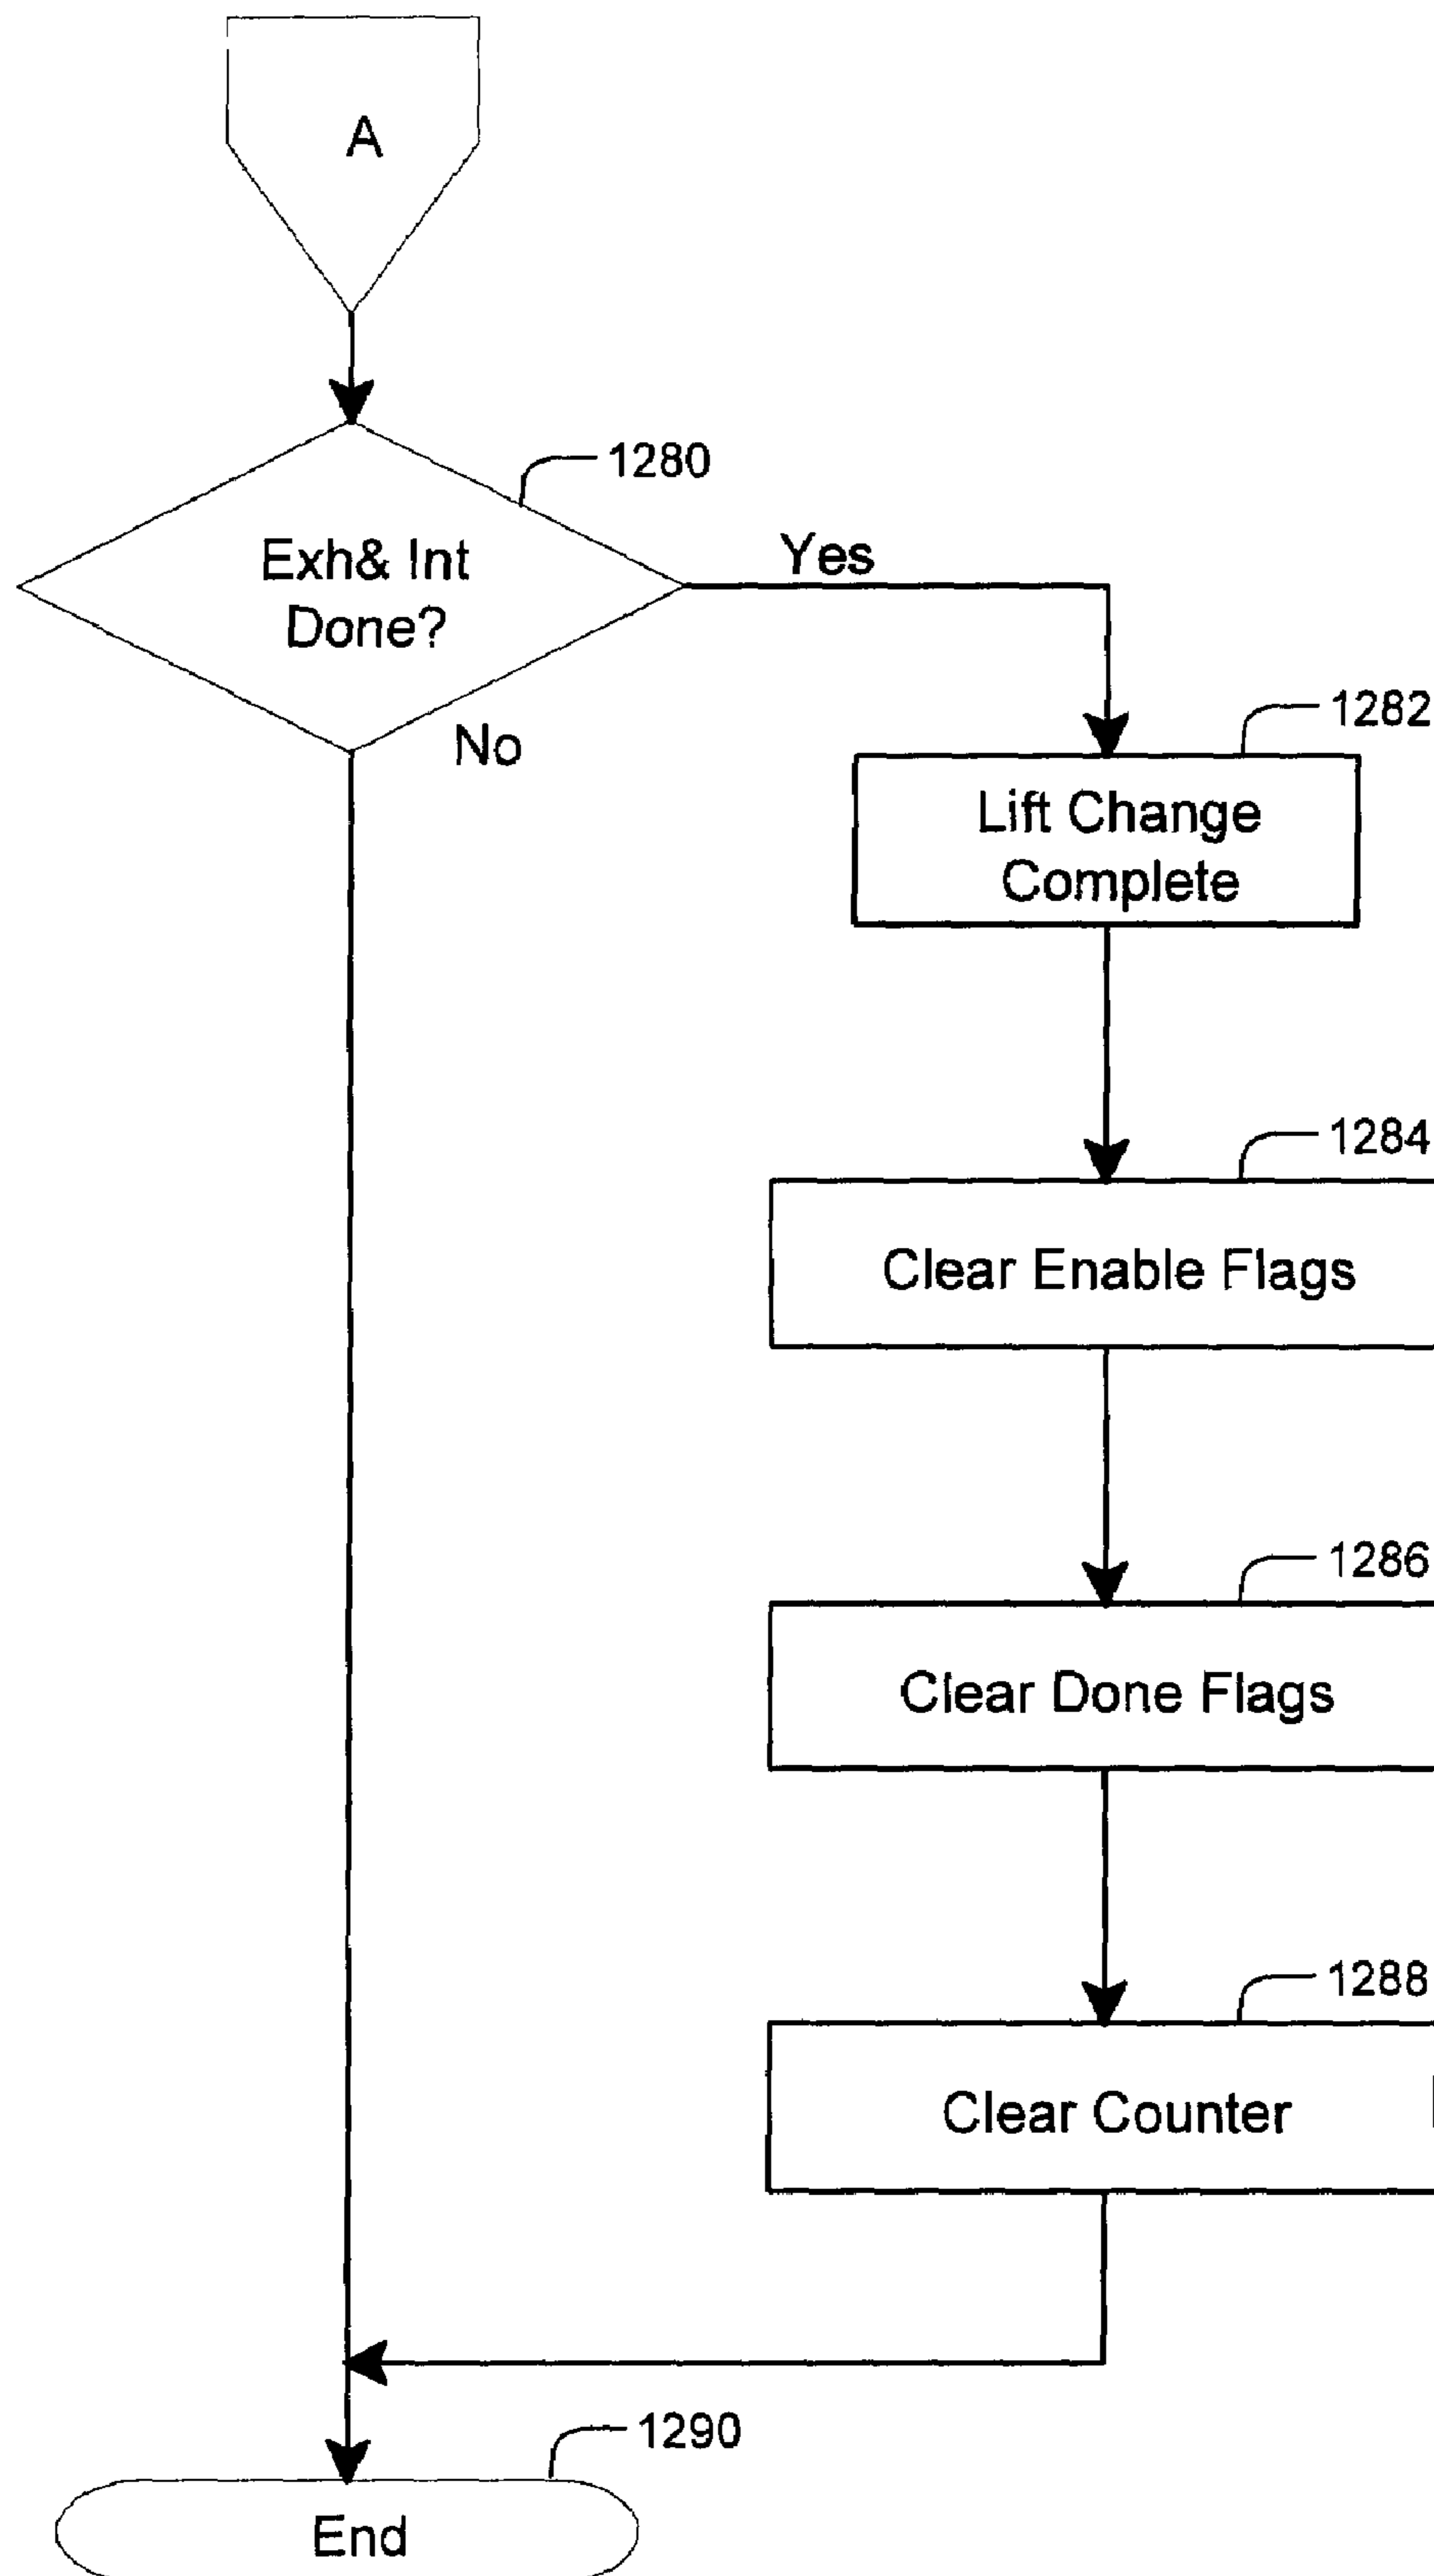 A
1280
Exh& Int
Done?
Yes
No
1282
Lift Change
Complete
1284
Clear Enable Flags
1286
Clear Done Flags
1288
Clear Counter
1290
End